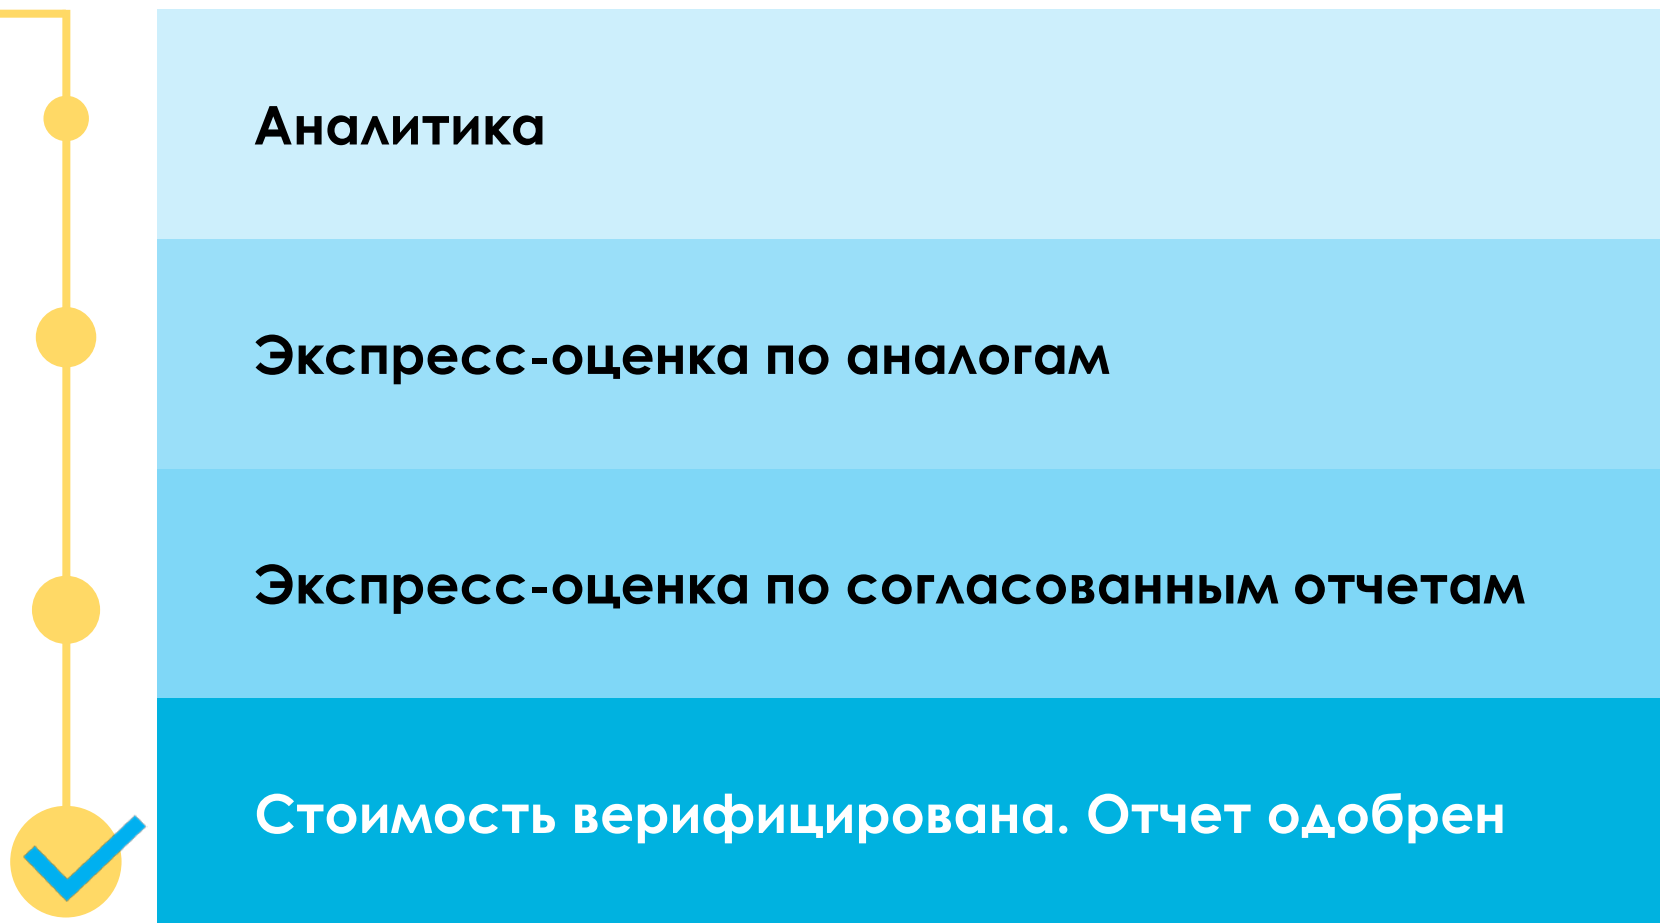 Аналитика
Экспресс-оценка по аналогам
Экспресс-оценка по согласованным отчетам
Стоимость верифицирована. Отчет одобрен